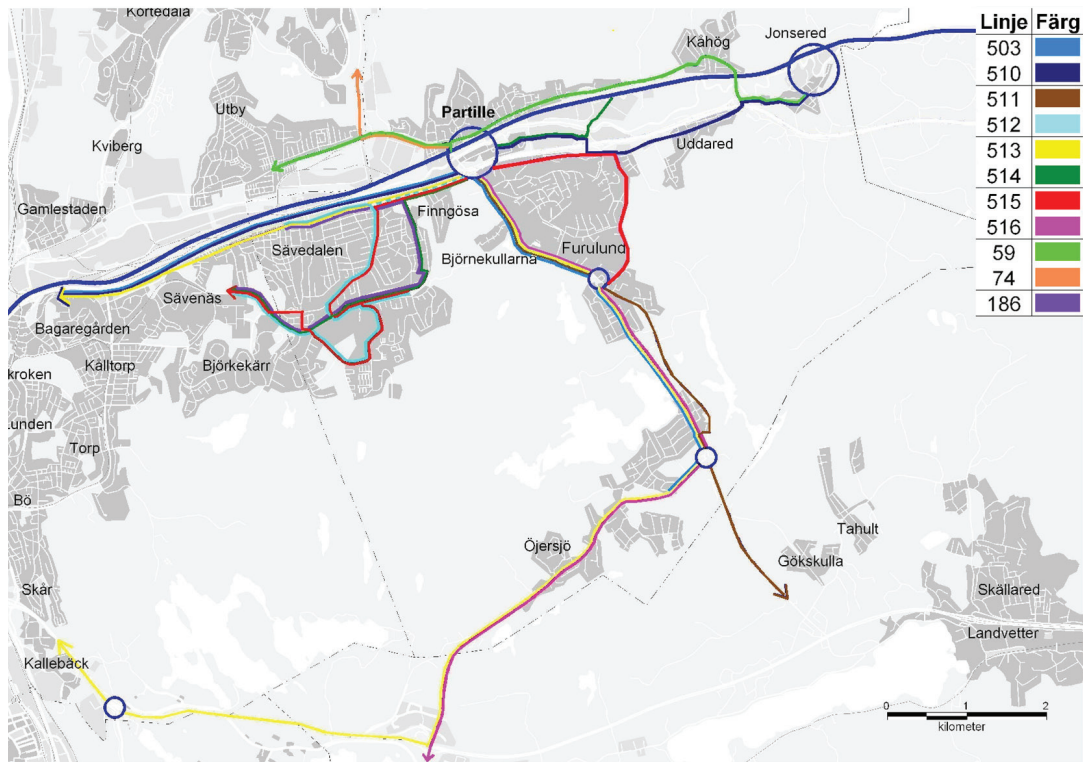 Kortedala
Utby
Kviberg
Gamlestaden
Partille
Kåhög
Jonsered
Uddared
Finngösa
Sävedalen
Björnekullarna
Furulund
Sävenäs
Bagaregården
Kålltorp
Björkekärr
kroken
Lunden
Torp
Bö
Skår
Kallebäck
Öjersjö
Tahult
Gökskulla
Skällared
Landvetter
0 1 2
kilometer
Linje Färg
503
510
511
512
513
514
515
516
59
74
186